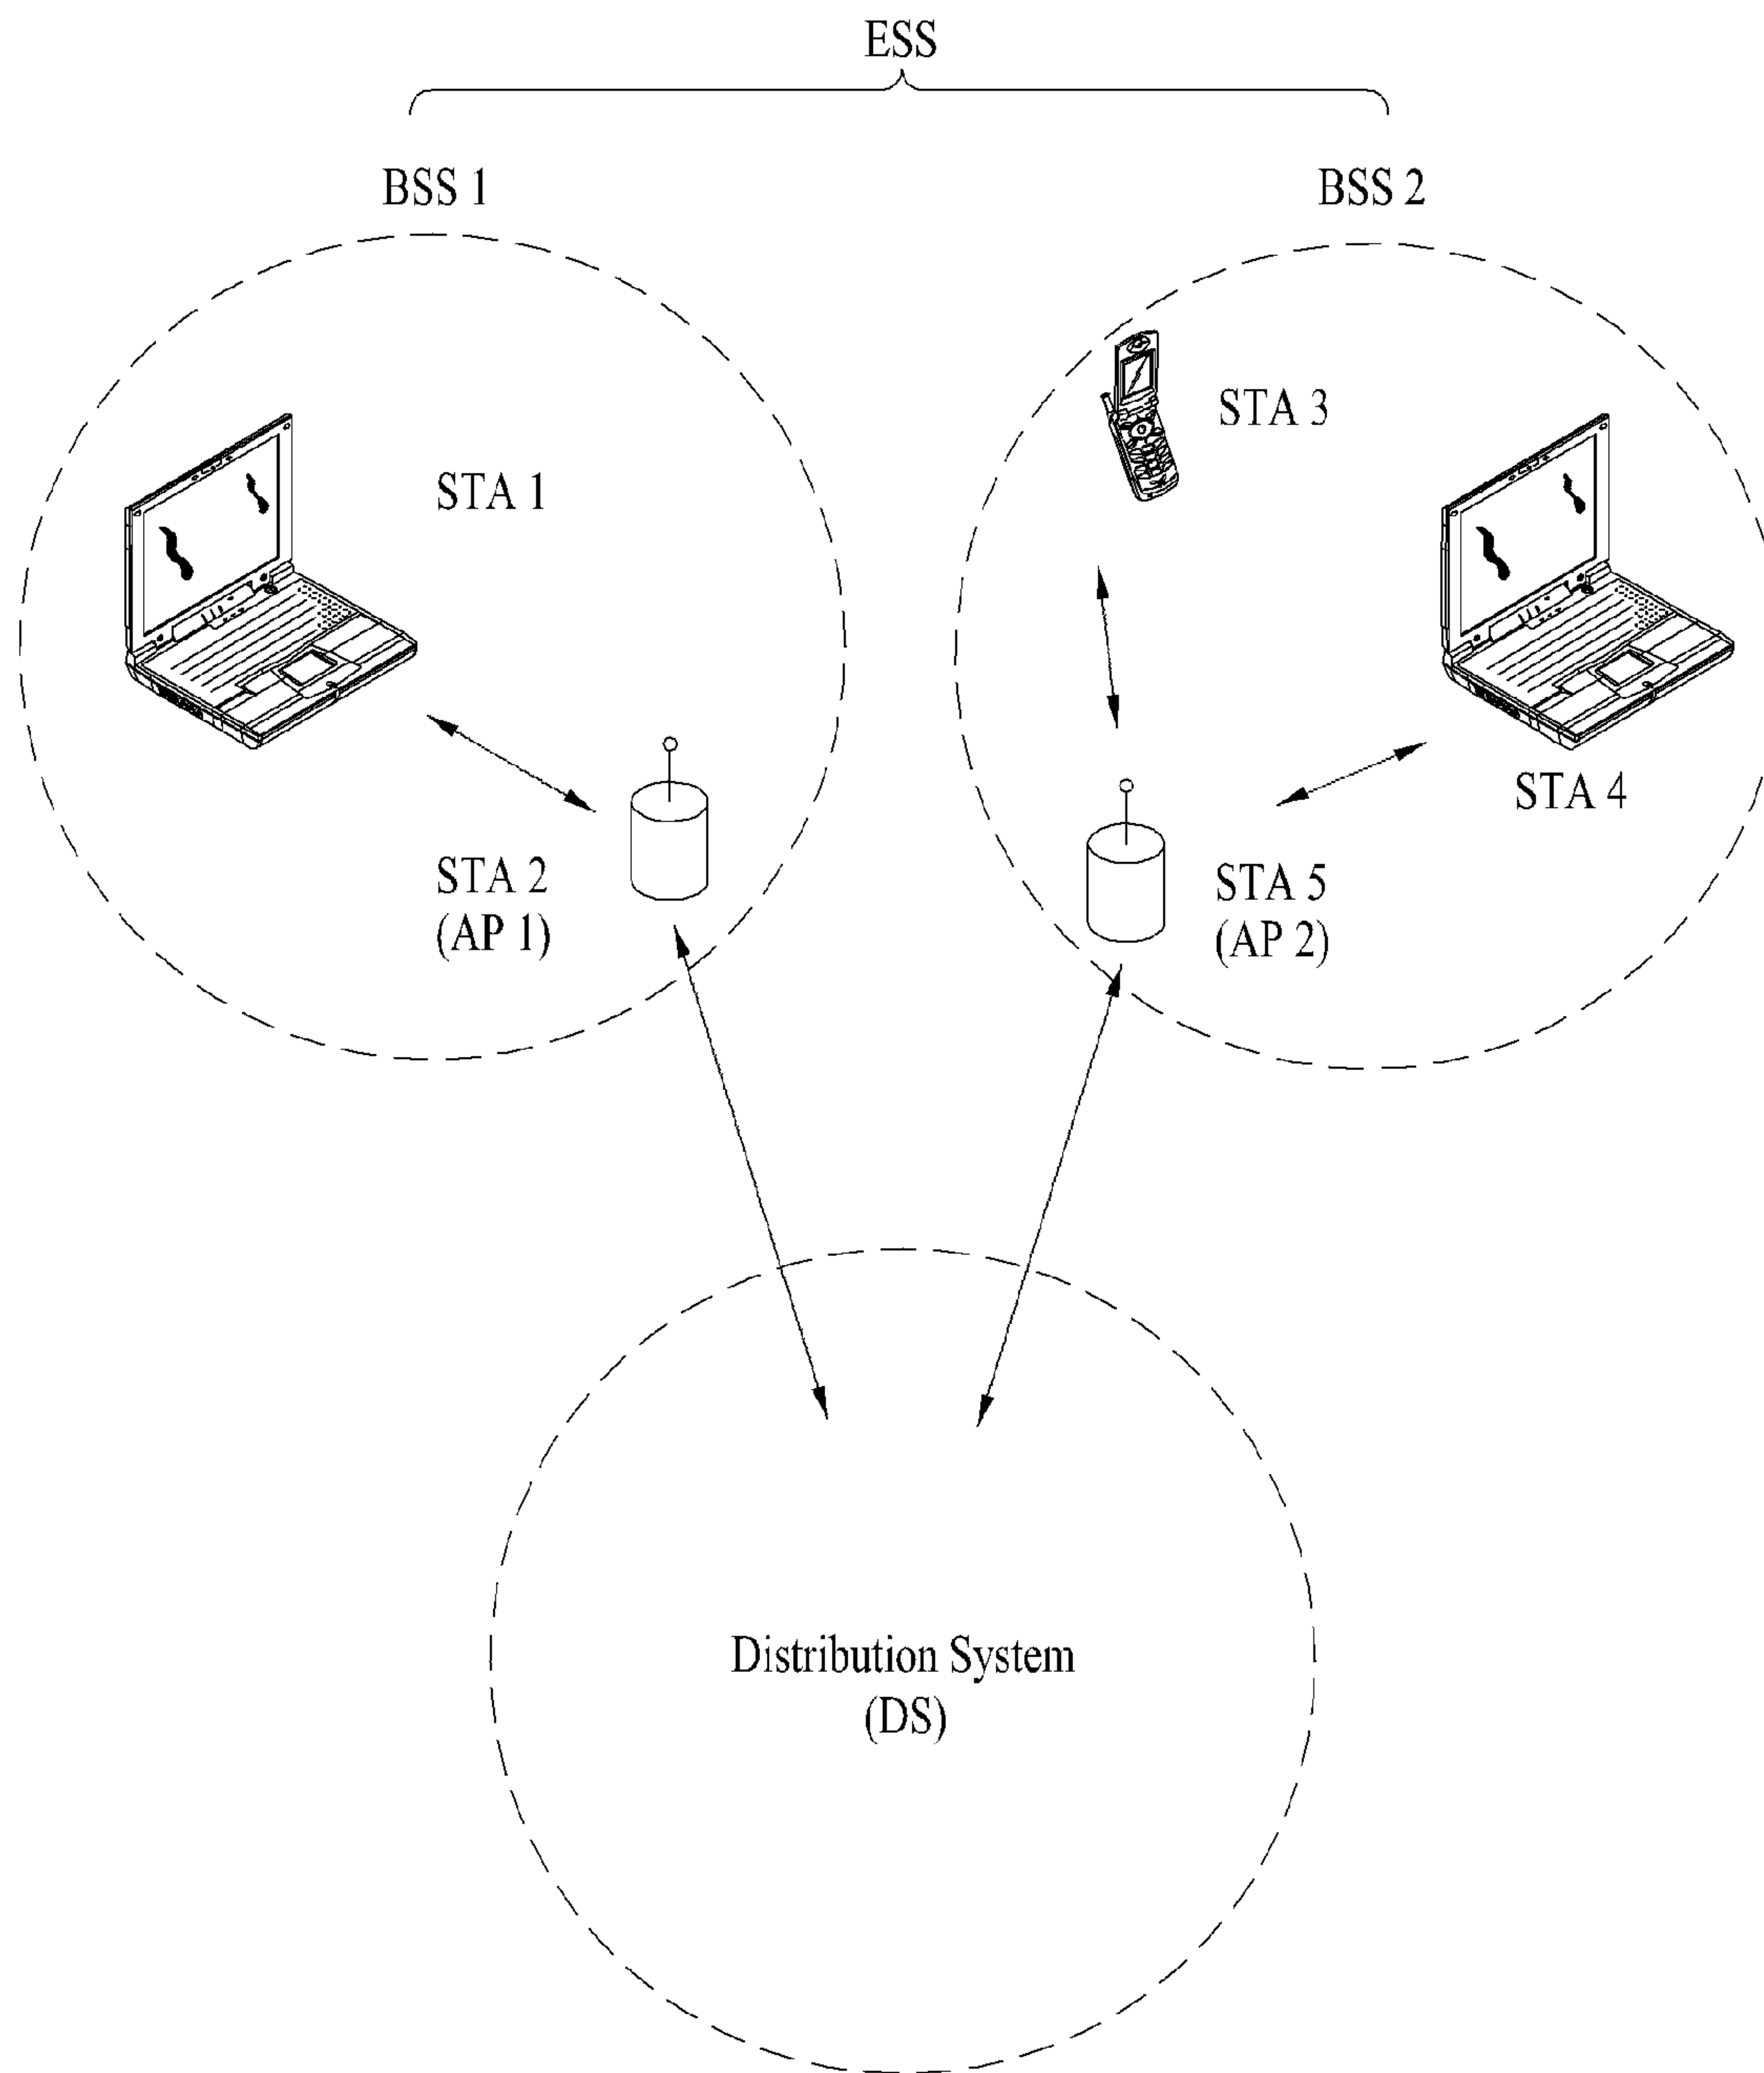 ESS
BSS 1
BSS 2
STA 1
STA 3
STA 4
STA 2
(AP 1)
STA 5
(AP 2)
Distribution System
(DS)